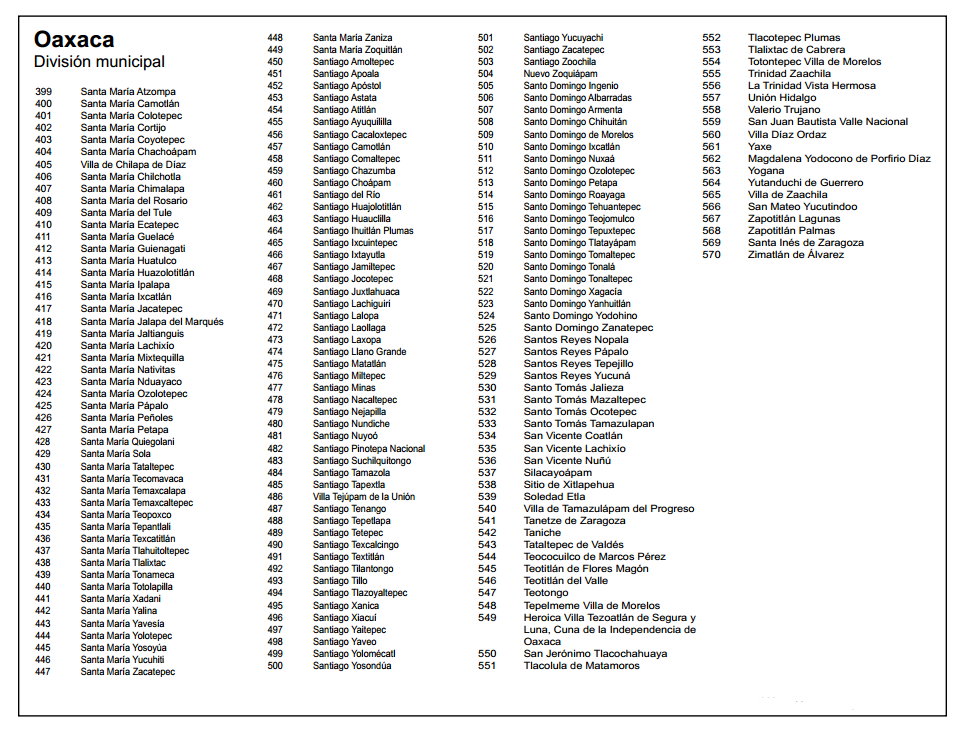 Oaxaca
División municipal
399 Santa María Atzompa
400 Santa María Camotlán
401 Santa María Colotepec
402 Santa María Cortijo
403 Santa María Coyotepec
404 Santa María Chachoápam
405 Villa de Chilapa de Díaz
406 Santa María Chilchotla
407 Santa María Chimalapa
408 Santa María del Rosario
409 Santa María del Tule
410 Santa María Ecatepec
411 Santa María Guelacé
412 Santa María Guienagati
413 Santa María Huatulco
414 Santa María Huazolotitlán
415 Santa María Ipalapa
416 Santa María Ixcatlán
417 Santa María Jacatepec
418 Santa María Jalapa del Marqués
419 Santa María Jaltianguis
420 Santa María Lachixío
421 Santa María Mixtequilla
422 Santa María Nativitas
423 Santa María Nduayaco
424 Santa María Ozolotepec
425 Santa María Pápalo
426 Santa María Peñoles
427 Santa María Petapa
428 Santa María Quiegolani
429 Santa María Sola
430 Santa María Tataltepec
431 Santa María Tecomavaca
432 Santa María Temaxcalapa
433 Santa María Temaxcaltepec
434 Santa María Teopoxco
435 Santa María Tepantlali
436 Santa María Texcatitlán
437 Santa María Tlahuitoltepec
438 Santa María Tlalixtac
439 Santa María Tonameca
440 Santa María Totolapilla
441 Santa María Xadani
442 Santa María Yalina
443 Santa María Yavesía
444 Santa María Yolotepec
445 Santa María Yosoyúa
446 Santa María Yucuhiti
447 Santa María Zacatepec
448 Santa María Zaniza
449 Santa María Zoquitlán
450 Santiago Amoltepec
451 Santiago Apoala
452 Santiago Apóstol
453 Santiago Astata
454 Santiago Atitlán
455 Santiago Ayuquililla
456 Santiago Cacaloxtepec
457 Santiago Camotlán
458 Santiago Comaltepec
459 Santiago Chazumba
460 Santiago Choápam
461 Santiago del Río
462 Santiago Huajolotitlán
463 Santiago Huauclilla
464 Santiago Ihuitlán Plumas
465 Santiago Ixcuintepec
466 Santiago Ixtayutla
467 Santiago Jamiltepec
468 Santiago Jocotepec
469 Santiago Juxtlahuaca
470 Santiago Lachiguiri
471 Santiago Lalopa
472 Santiago Laollaga
473 Santiago Laxopa
474 Santiago Llano Grande
475 Santiago Matatlán
476 Santiago Miltepec
477 Santiago Minas
478 Santiago Nacaltepec
479 Santiago Nejapilla
480 Santiago Nundiche
481 Santiago Nuyoó
482 Santiago Pinotepa Nacional
483 Santiago Suchilquitongo
484 Santiago Tamazola
485 Santiago Tapextla
486 Villa Tejúpam de la Unión
487 Santiago Tenango
488 Santiago Tepetlapa
489 Santiago Tetepec
490 Santiago Texcalcingo
491 Santiago Textitlán
492 Santiago Tilantongo
493 Santiago Tillo
494 Santiago Tlazoyaltepec
495 Santiago Xanica
496 Santiago Xiacuí
497 Santiago Yaitepec
498 Santiago Yaveo
499 Santiago Yolomécatl
500 Santiago Yosondúa
501 Santiago Yucuyachi
502 Santiago Zacatepec
503 Santiago Zoochila
504 Nuevo Zoquiápam
505 Santo Domingo Ingenio
506 Santo Domingo Albarradas
507 Santo Domingo Armenta
508 Santo Domingo Chihuitán
509 Santo Domingo de Morelos
510 Santo Domingo Ixcatlán
511 Santo Domingo Nuxaá
512 Santo Domingo Ozolotepec
513 Santo Domingo Petapa
514 Santo Domingo Roayaga
515 Santo Domingo Tehuantepec
516 Santo Domingo Teojomulco
517 Santo Domingo Tepuxtepec
518 Santo Domingo Tlatayápam
519 Santo Domingo Tomaltepec
520 Santo Domingo Tonalá
521 Santo Domingo Tonaltepec
522 Santo Domingo Xagacía
523 Santo Domingo Yanhuitlán
524 Santo Domingo Yodohino
525 Santo Domingo Zanatepec
526 Santos Reyes Nopala
527 Santos Reyes Pápalo
528 Santos Reyes Tepejillo
529 Santos Reyes Yucuná
530 Santo Tomás Jalieza
531 Santo Tomás Mazaltepec
532 Santo Tomás Ocotepec
533 Santo Tomás Tamazulapan
534 San Vicente Coatlán
535 San Vicente Lachixío
536 San Vicente Nuñú
537 Silacayoápam
538 Sitio de Xitlapehua
539 Soledad Etla
540 Villa de Tamazulápam del Progreso
541 Tanetze de Zaragoza
542 Taniche
543 Tataltepec de Valdés
544 Teococuilco de Marcos Pérez
545 Teotitlán de Flores Magón
546 Teotitlán del Valle
547 Teotongo
548 Tepelmeme Villa de Morelos
549 Heroica Villa Tezoatlán de Segura y
Luna, Cuna de la Independencia de
Oaxaca
550 San Jerónimo Tlacochahuaya
551 Tlacolula de Matamoros
552 Tlacotepec Plumas
553 Tlalixtac de Cabrera
554 Totontepec Villa de Morelos
555 Trinidad Zaachila
556 La Trinidad Vista Hermosa
557 Unión Hidalgo
558 Valerio Trujano
559 San Juan Bautista Valle Nacional
560 Villa Díaz Ordaz
561 Yaxe
562 Magdalena Yodocono de Porfirio Díaz
563 Yogana
564 Yutanduchi de Guerrero
565 Villa de Zaachila
566 San Mateo Yucutindoo
567 Zapotitlán Lagunas
568 Zapotitlán Palmas
569 Santa Inés de Zaragoza
570 Zimatlán de Álvarez